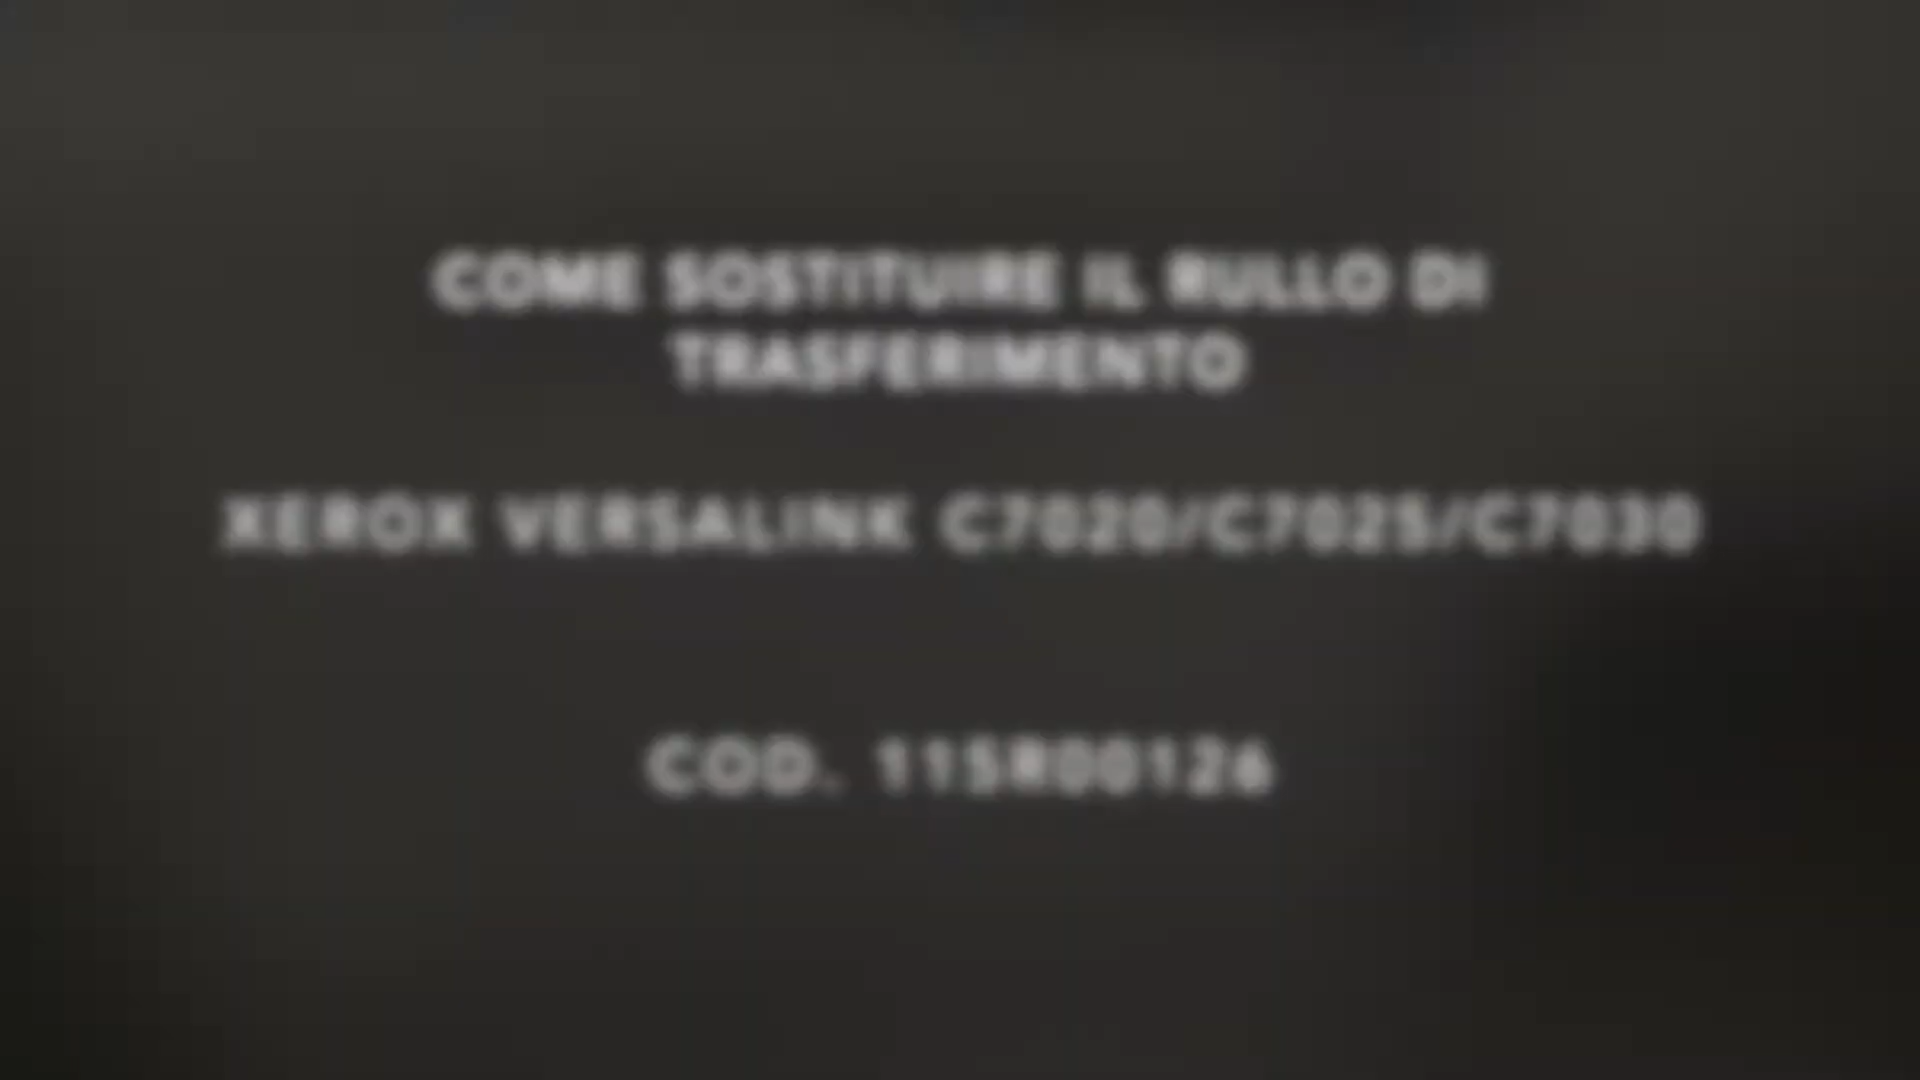 COME SOSTITUIRE IL RULLO DI
TRASFERIMENTO
XEROX VERSALINK C7020/C7025/C7030
COD. 115R00126